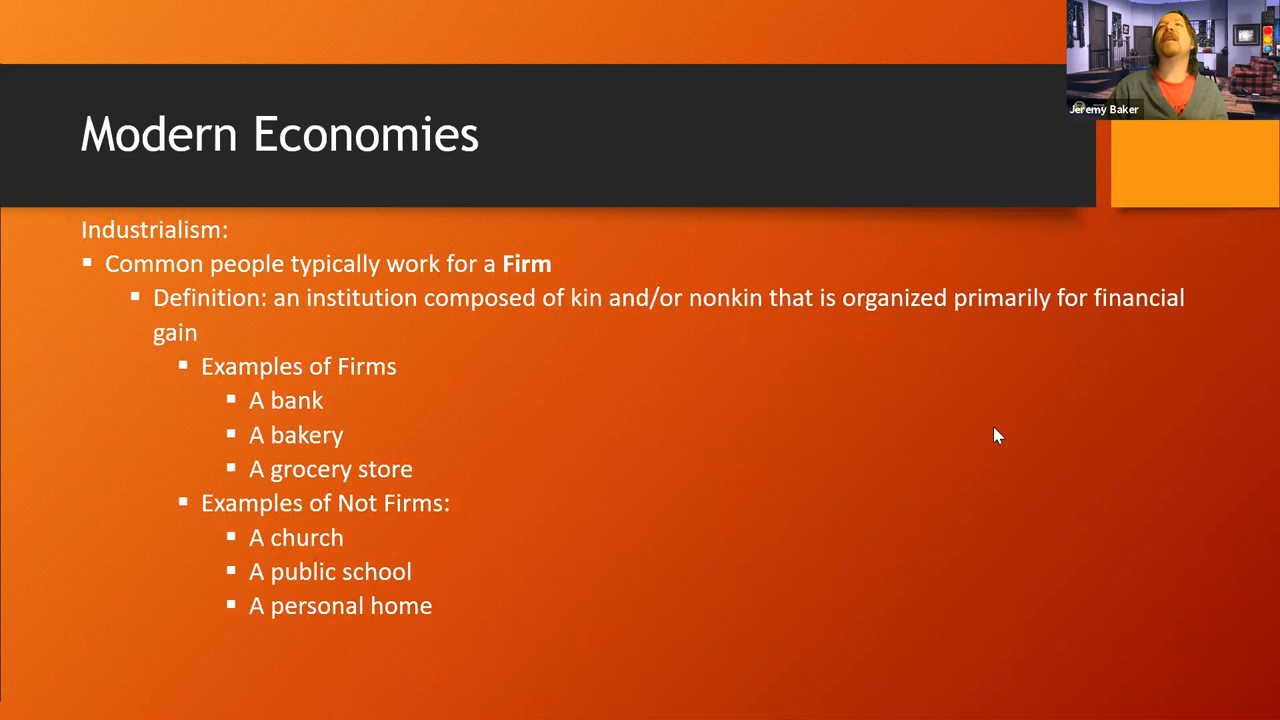 Jeremy Baker
Modern Economies
Industrialism:
Common people typically work for a Firm
Definition: an institution composed of kin and/or nonkin that is organized primarily for financial
gain
Examples of Firms
A bank
A bakery
A grocery store
Examples of Not Firms:
A church
A public school
A personal home